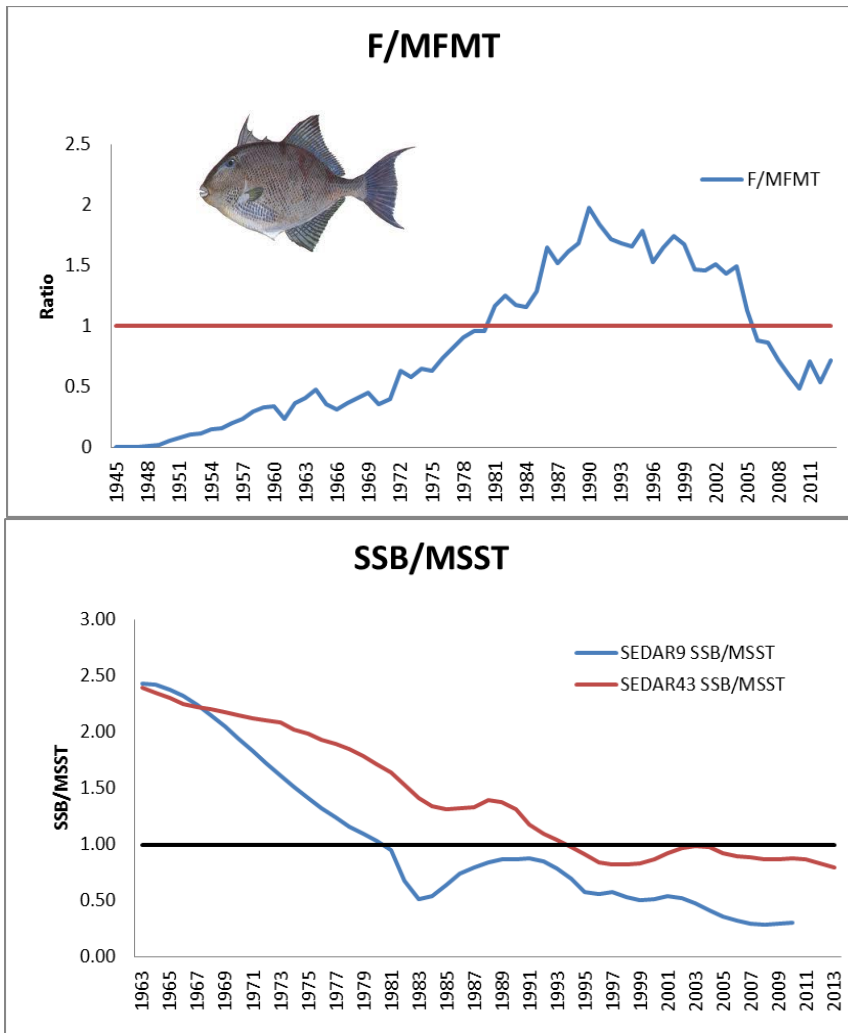 F/MFMT
2.5
2
1.5
1
0.5
0
Ratio
F/MFMT
1945 1948 1951 1954 1957 1960 1963 1966 1969 1972 1975 1978 1981 1984 1987 1990 1993 1996 1999 2002 2005 2008 2011
SSB/MSST
3.00
2.50
2.00
1.50
1.00
0.50
0.00
SSB/MSST
SEDAR9 SSB/MSST
SEDAR43 SSB/MSST
1963 1965 1967 1969 1971 1973 1975 1977 1979 1981 1983 1985 1987 1989 1991 1993 1995 1997 1999 2001 2003 2005 2007 2009 2011 2013